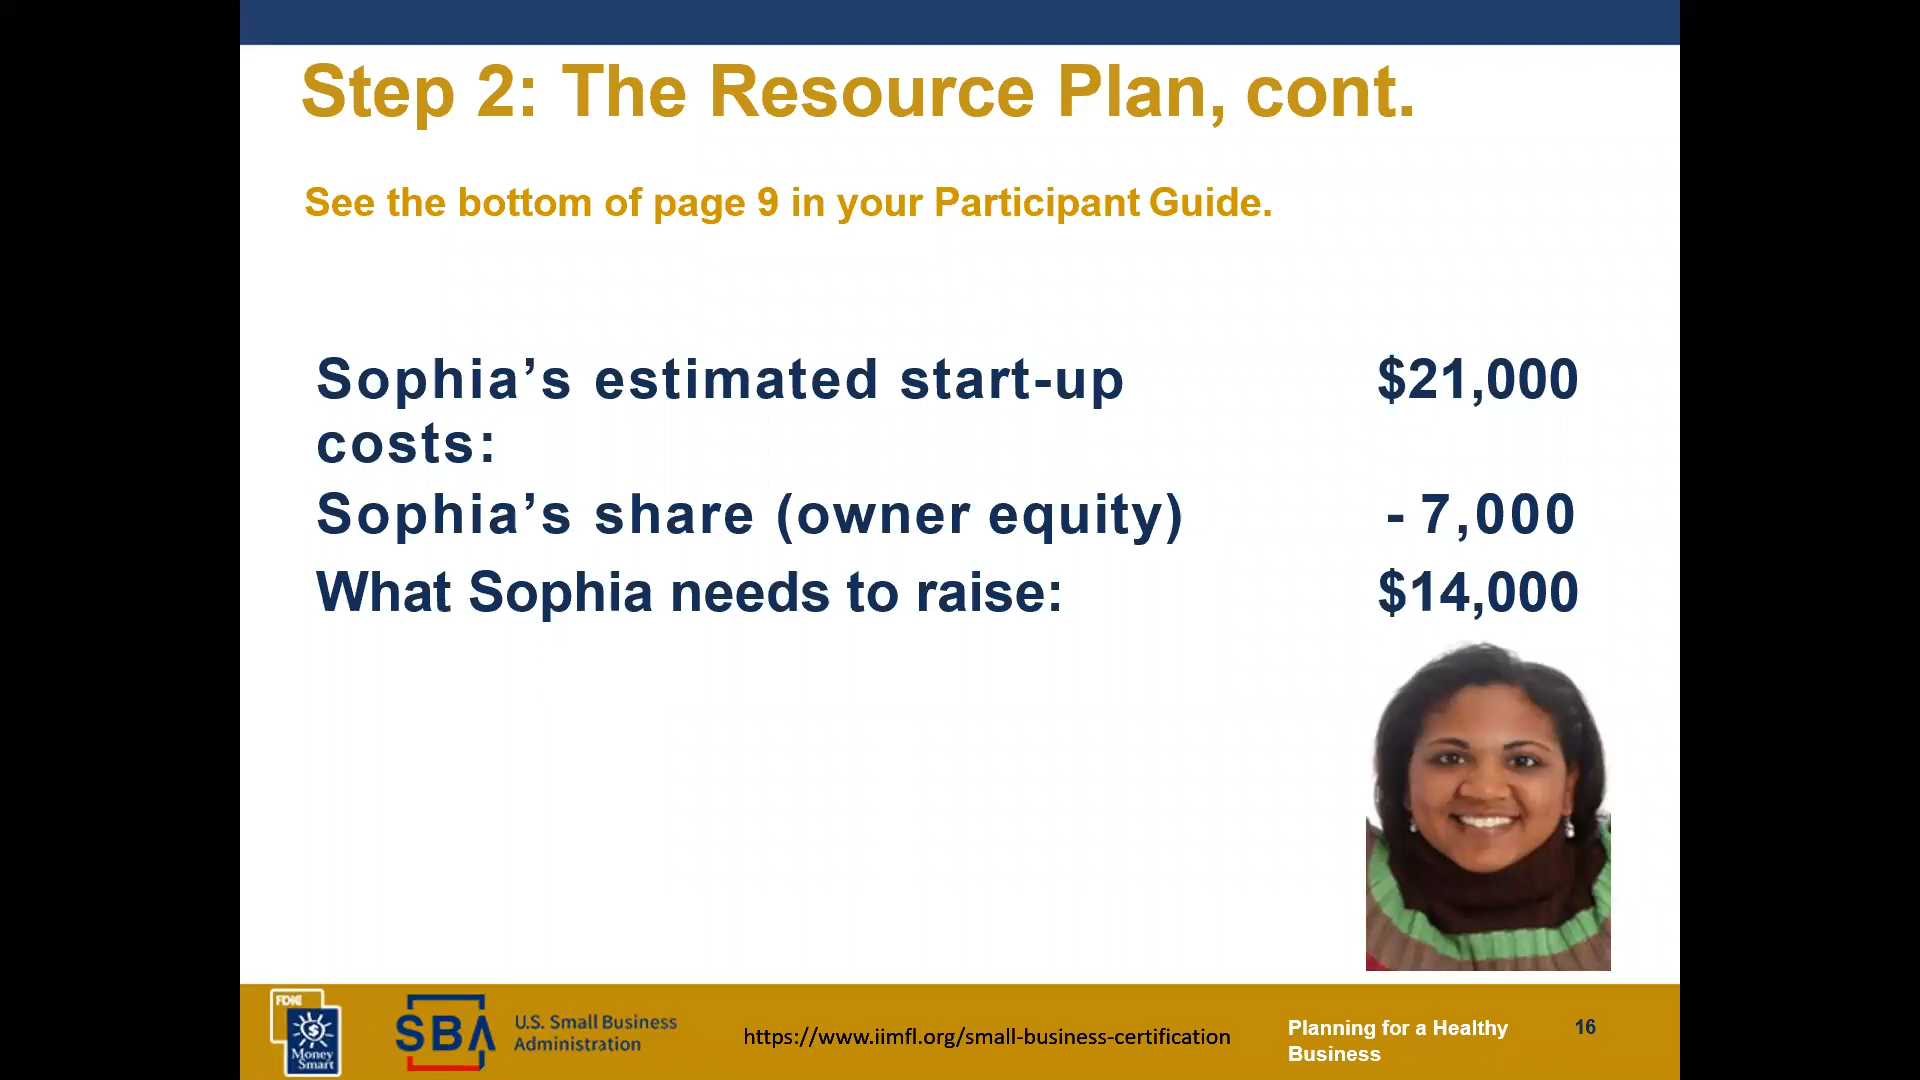 Step 2: The Resource Plan, cont.
See the bottom of page 9 in your Participant Guide.
Sophia’s estimated start-up $21,000
costs:
Sophia’s share (owner equity) - 7,000
What Sophia needs to raise: $14,000
FDIC
Money
Smart
SBA
U.S. Small Business
Administration
https://www.iimfl.org/small-business-certification
Planning for a Healthy
Business
16